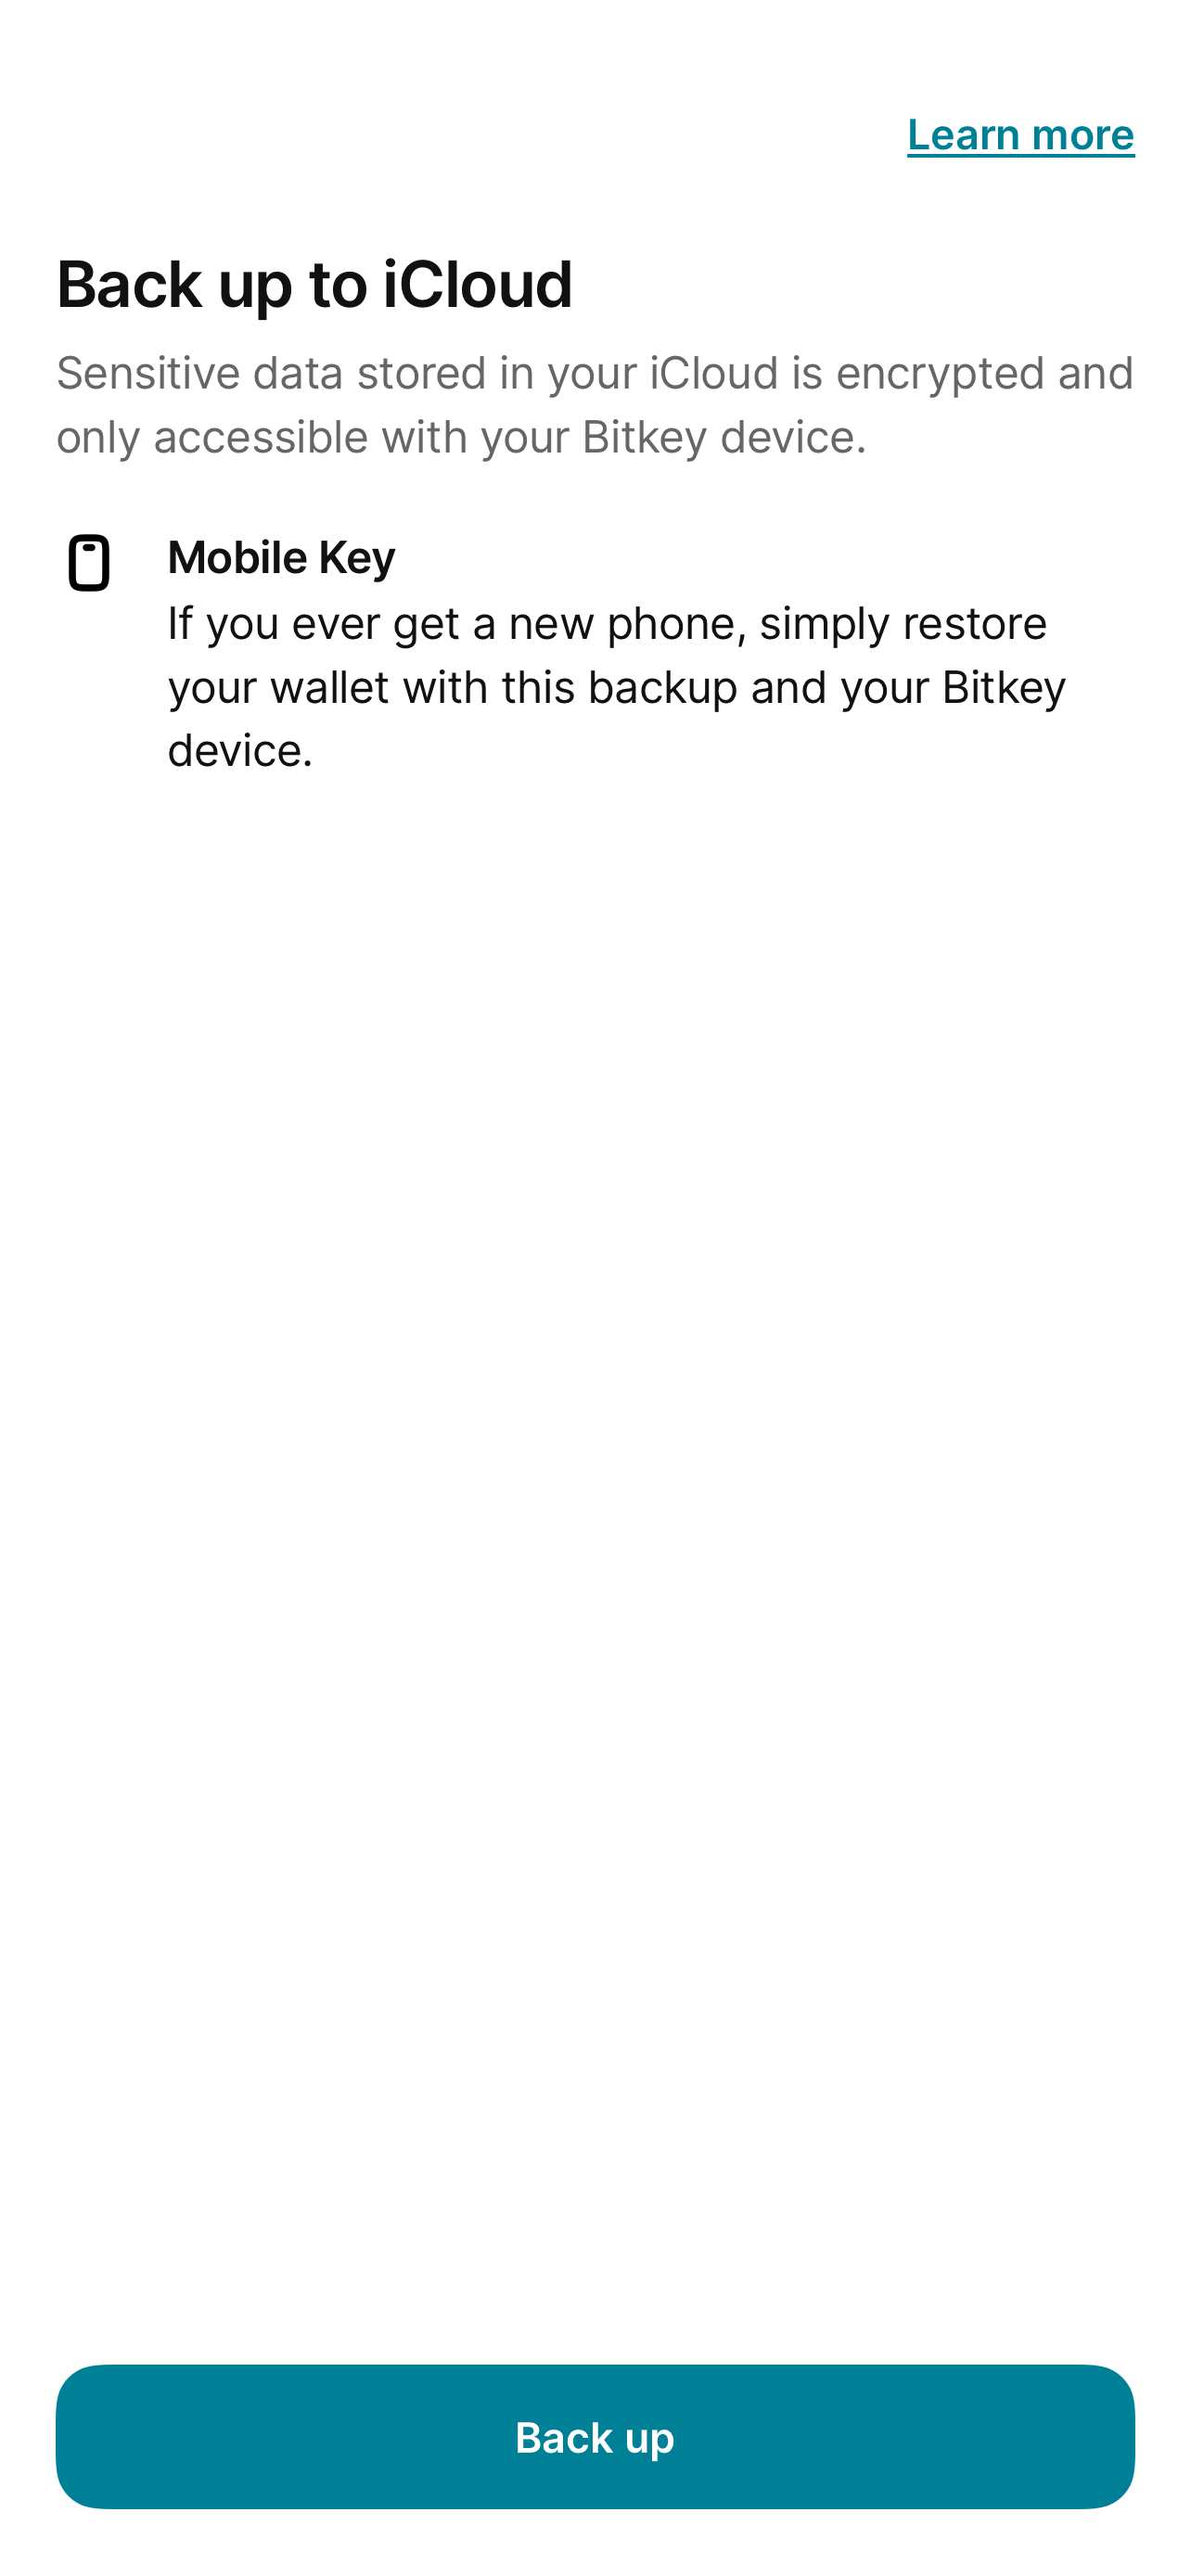 Learn more
Back up to iCloud
Sensitive data stored in your iCloud is encrypted and
only accessible with your Bitkey device.
Mobile Key
If you ever get a new phone, simply restore
your wallet with this backup and your Bitkey
device.
Back up